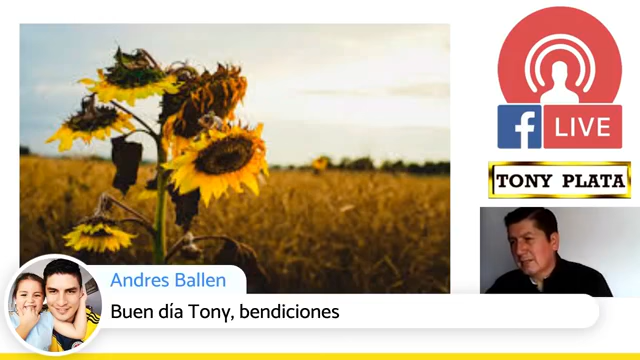 f LIVE
TONY PLATA
Andres Ballen
Buen día Tony, bendiciones